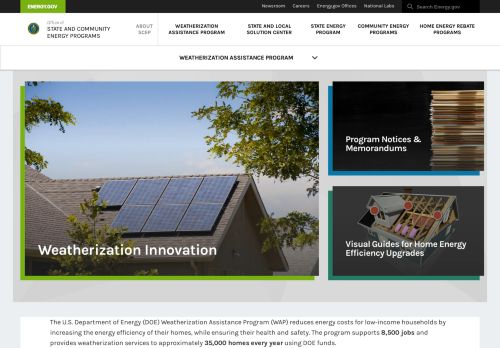 ENERGY.GOV
Newsroom Careers Energy.gov Offices National Labs Search Energy.gov
Office of
STATE AND COMMUNITY
ENERGY PROGRAMS
ABOUT
SCEP
WEATHERIZATION
ASSISTANCE PROGRAM
STATE AND LOCAL
SOLUTION CENTER
STATE ENERGY
PROGRAM
COMMUNITY ENERGY
PROGRAMS
HOME ENERGY REBATE
PROGRAMS
WEATHERIZATION ASSISTANCE PROGRAM
Weatherization Innovation
Program Notices &
Memorandums
Visual Guides for Home Energy
Efficiency Upgrades
The U.S. Department of Energy (DOE) Weatherization Assistance Program (WAP) reduces energy costs for low-income households by
increasing the energy efficiency of their homes, while ensuring their health and safety. The program supports 8,500 jobs and
provides weatherization services to approximately 35,000 homes every year using DOE funds.